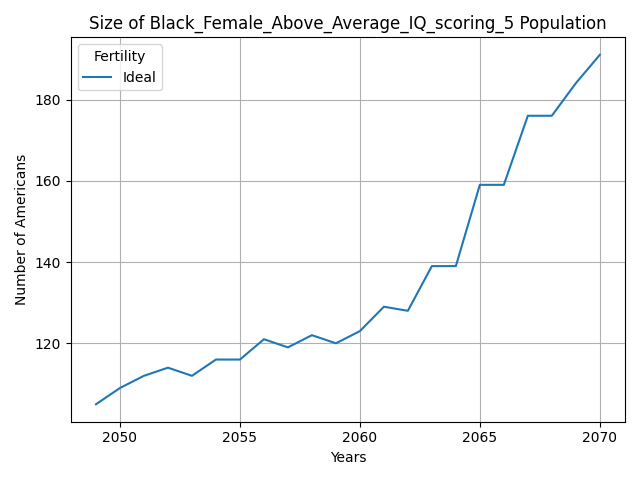 Size of Black_Female_Above_Average_IQ_scoring_5 Population
Fertility
Ideal
Number of Americans
180
160
140
120
2050 2055 2060 2065 2070
Years